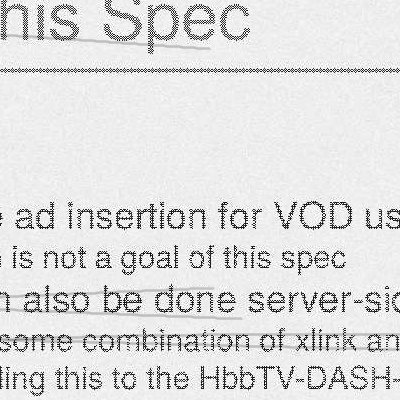 his Spec
ad insertion for VOD us
is not a goal of this spec
also be done server-sid
some combination of xlink an
ling this to the HbbTV-DASH-